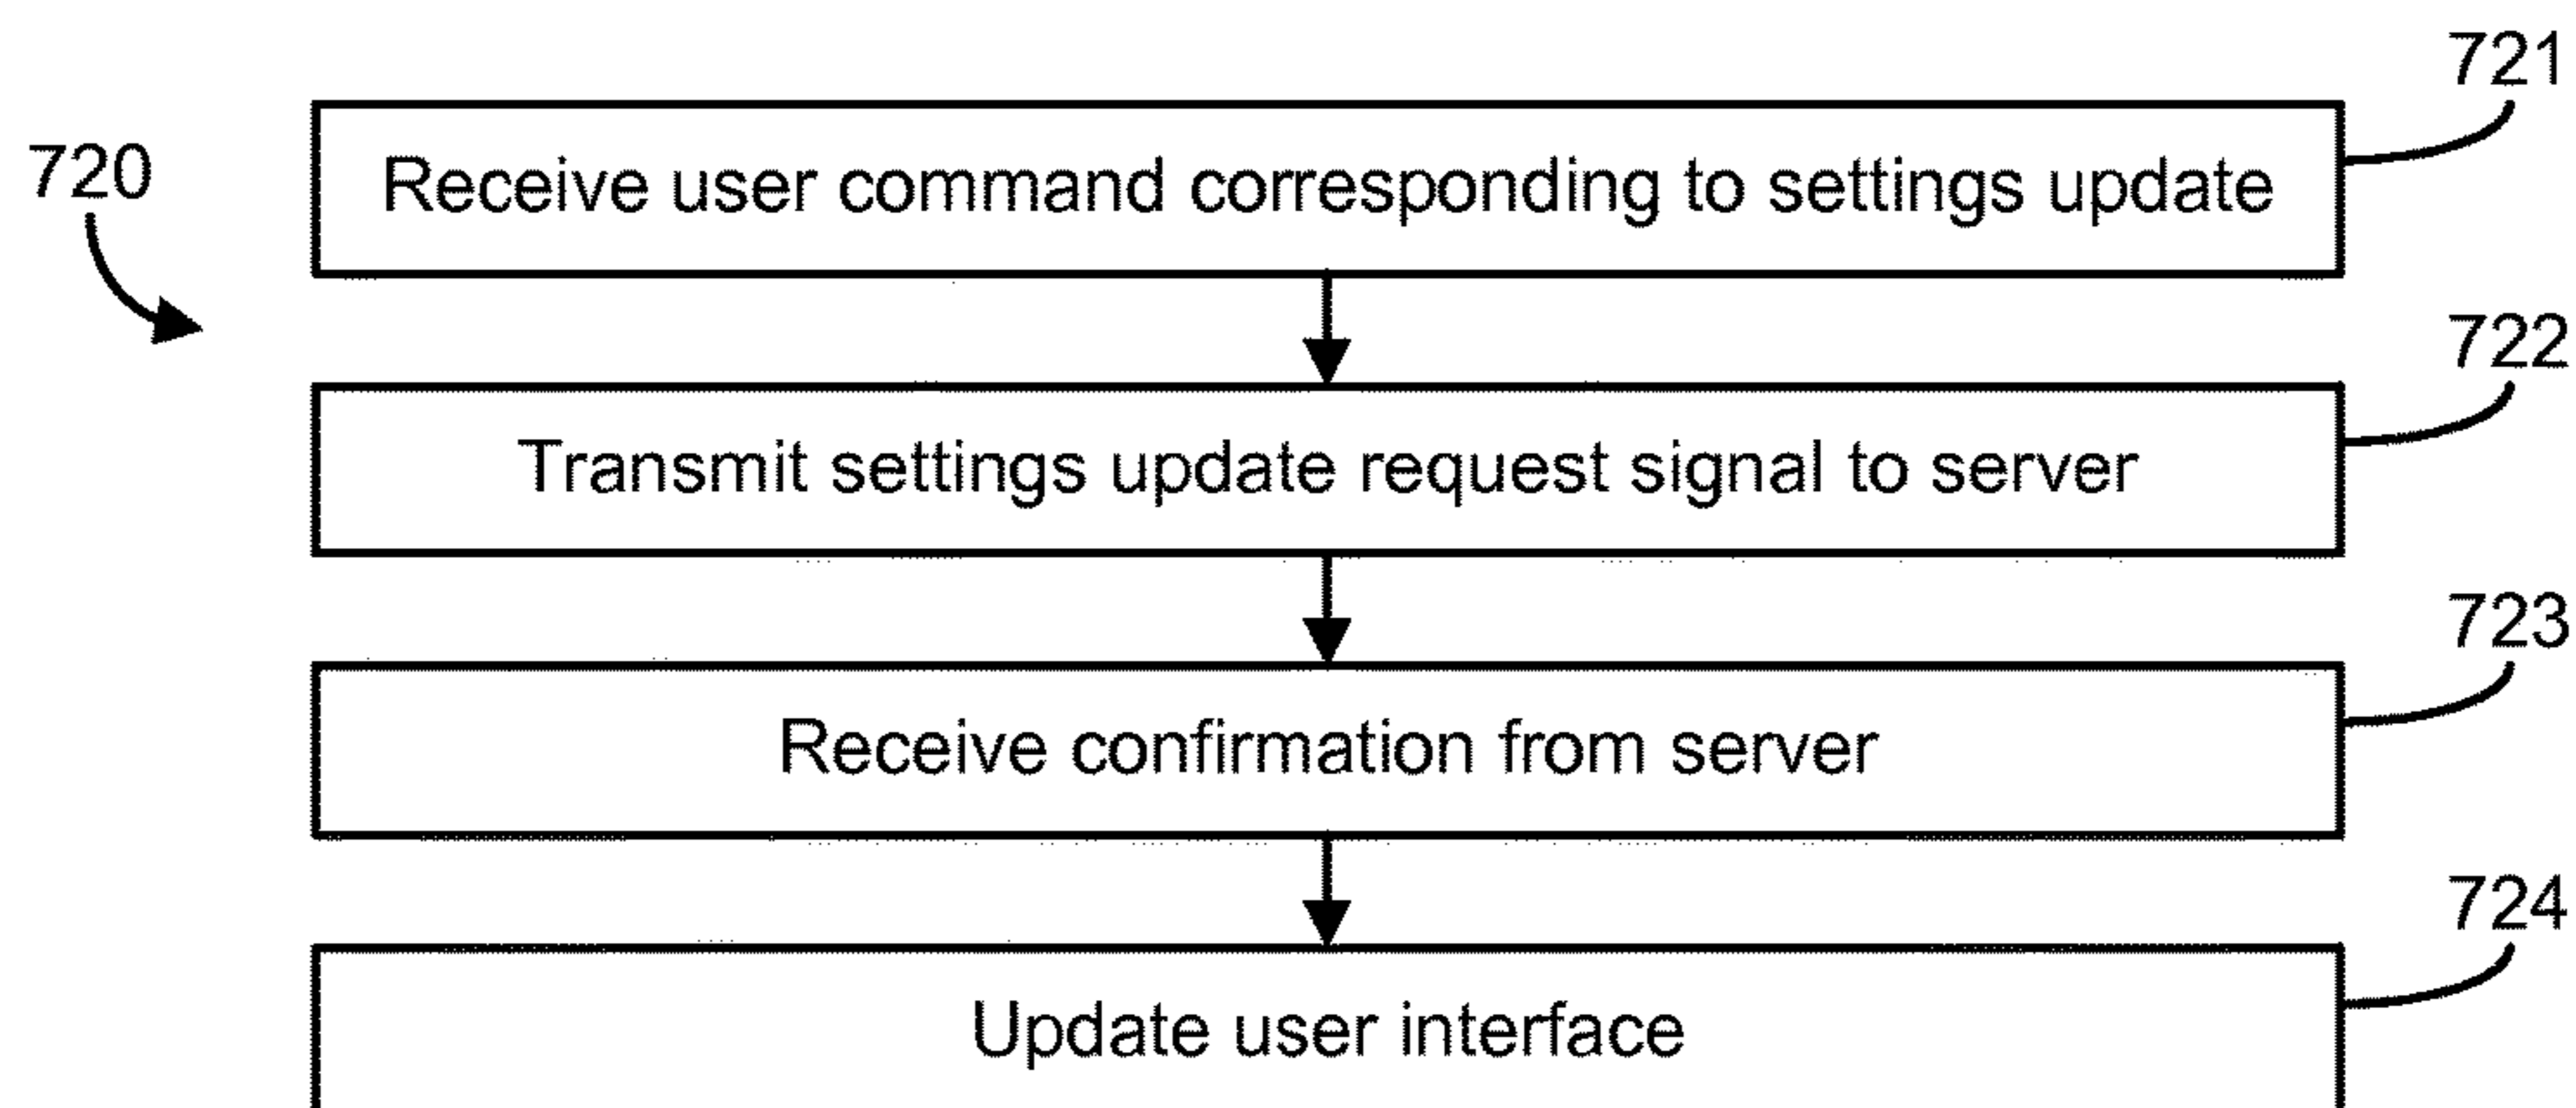 721
720
Receive user command corresponding to settings update
722
Transmit settings update request signal to server
723
Receive confirmation from server
724
Update user interface